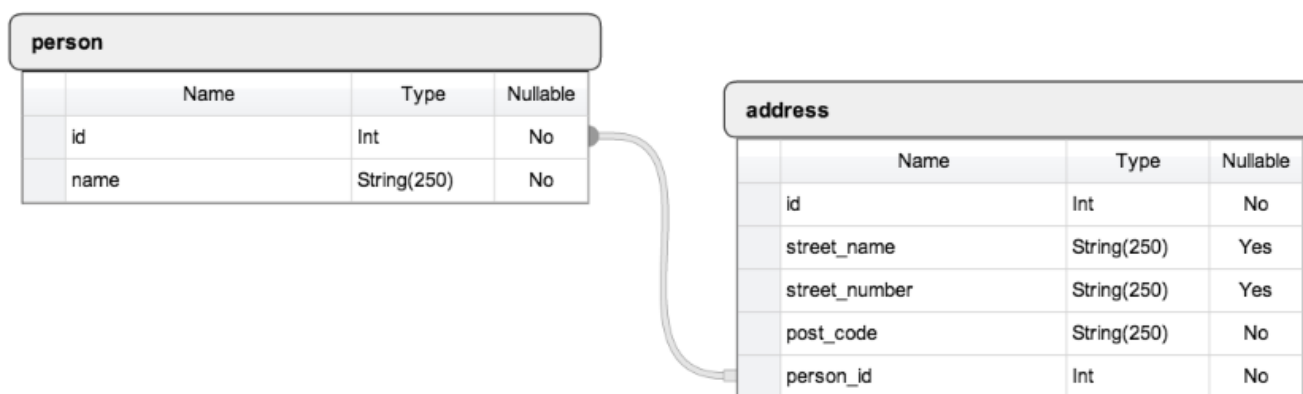 person
Name Type Nullable
id Int No
name String(250) No
address
Name Type Nullable
id Int No
street_name String(250) Yes
street_number String(250) Yes
post_code String(250) No
person_id Int No